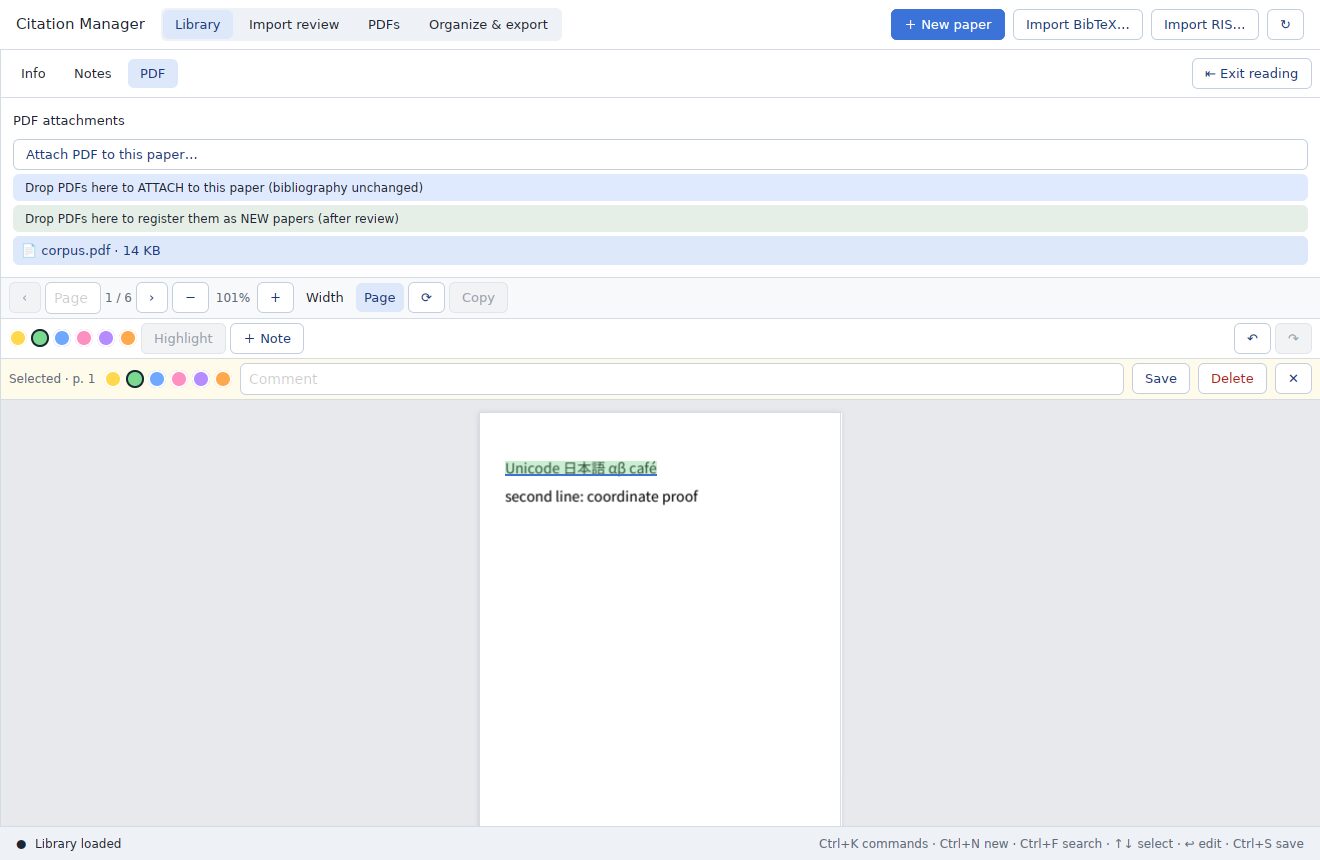 Citation Manager Library Import review PDFs Organize & export + New paper Import BibTeX... Import RIS... ↻
Info Notes PDF ⇤ Exit reading
PDF attachments
Attach PDF to this paper...
Drop PDFs here to ATTACH to this paper (bibliography unchanged)
Drop PDFs here to register them as NEW papers (after review)
corpus.pdf · 14 KB
‹ Page 1 / 6 › − 101% + Width Page ⟳ Copy
Highlight + Note ↶ ↷
Selected · p. 1 Comment Save Delete ✕
Unicode 日本語 αβ café
second line: coordinate proof
● Library loaded Ctrl+K commands · Ctrl+N new · Ctrl+F search · ↑↓ select · ↩ edit · Ctrl+S save